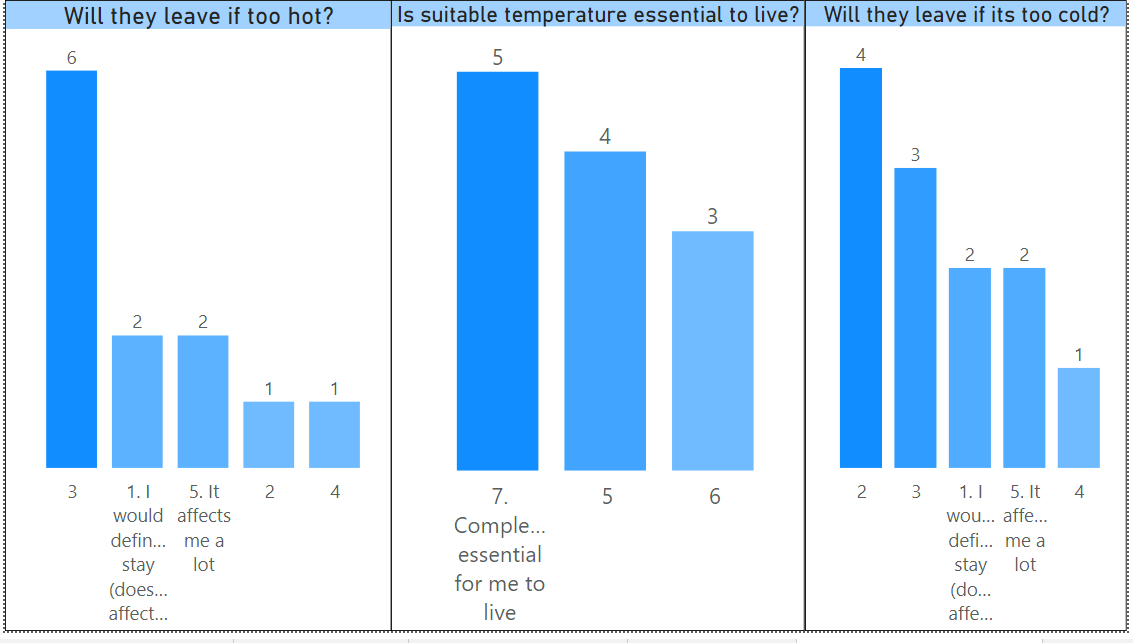 Will they leave if too hot?
6
2
2
1
1
3
1. I
would
defin...
stay
(does...
affect...
5. It
affects
me a
lot
2
4
Is suitable temperature essential to live?
5
4
3
7.
Comple...
essential
for me to
live
5
6
Will they leave if its too cold?
4
3
2
2
1
2
3
1. I
wou...
defi...
stay
(do...
affe...
5. It
affe...
me a
lot
4